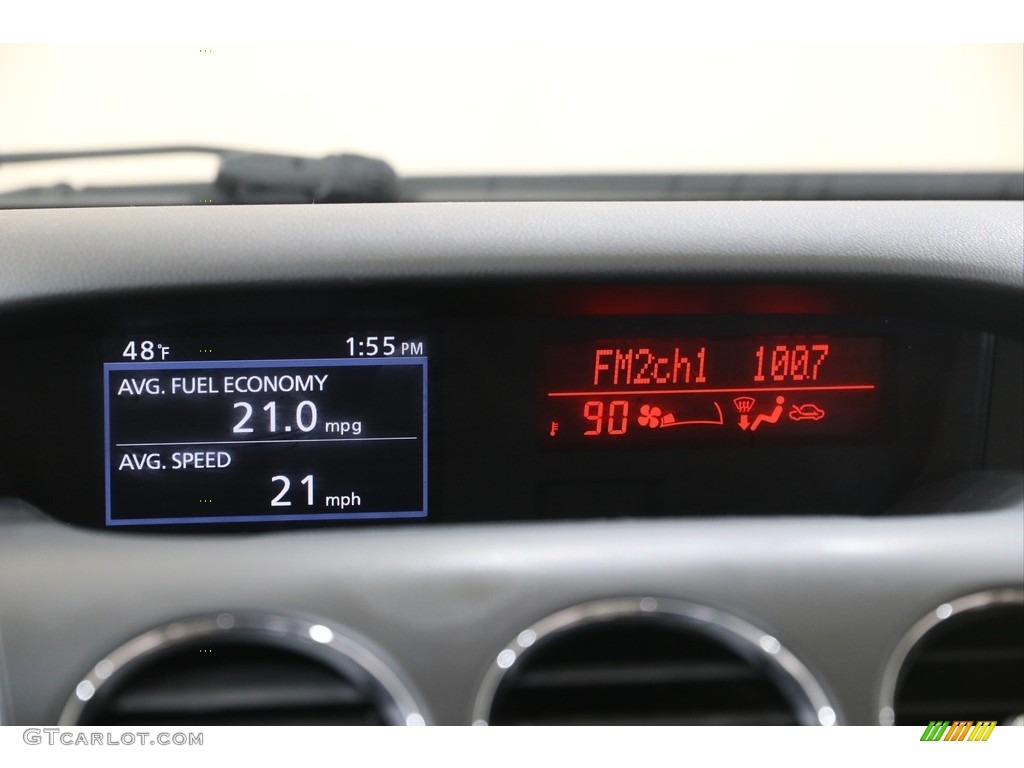 48°F 1:55 PM
AVG. FUEL ECONOMY
21.0 mpg
AVG. SPEED
21 mph
FM2ch1 100.7
90
GTCARLOT.COM